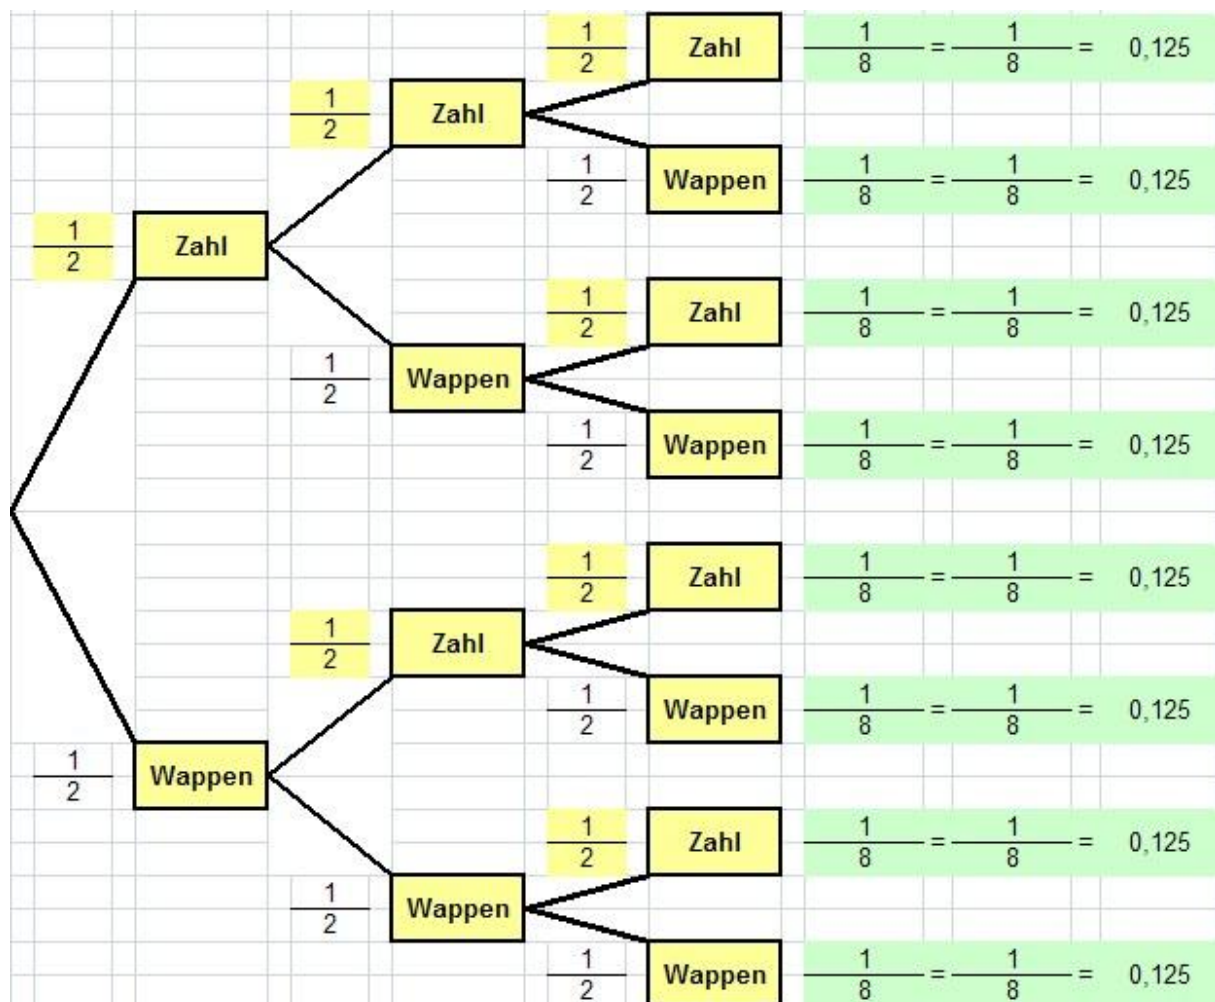 1/2 Zahl 1/8 = 1/8 = 0,125
1/2 Zahl
1/2 Wappen 1/8 = 1/8 = 0,125
1/2 Zahl
1/2 Zahl 1/8 = 1/8 = 0,125
1/2 Wappen
1/2 Wappen 1/8 = 1/8 = 0,125
1/2 Zahl 1/8 = 1/8 = 0,125
1/2 Zahl
1/2 Wappen 1/8 = 1/8 = 0,125
1/2 Wappen
1/2 Zahl 1/8 = 1/8 = 0,125
1/2 Wappen
1/2 Wappen 1/8 = 1/8 = 0,125